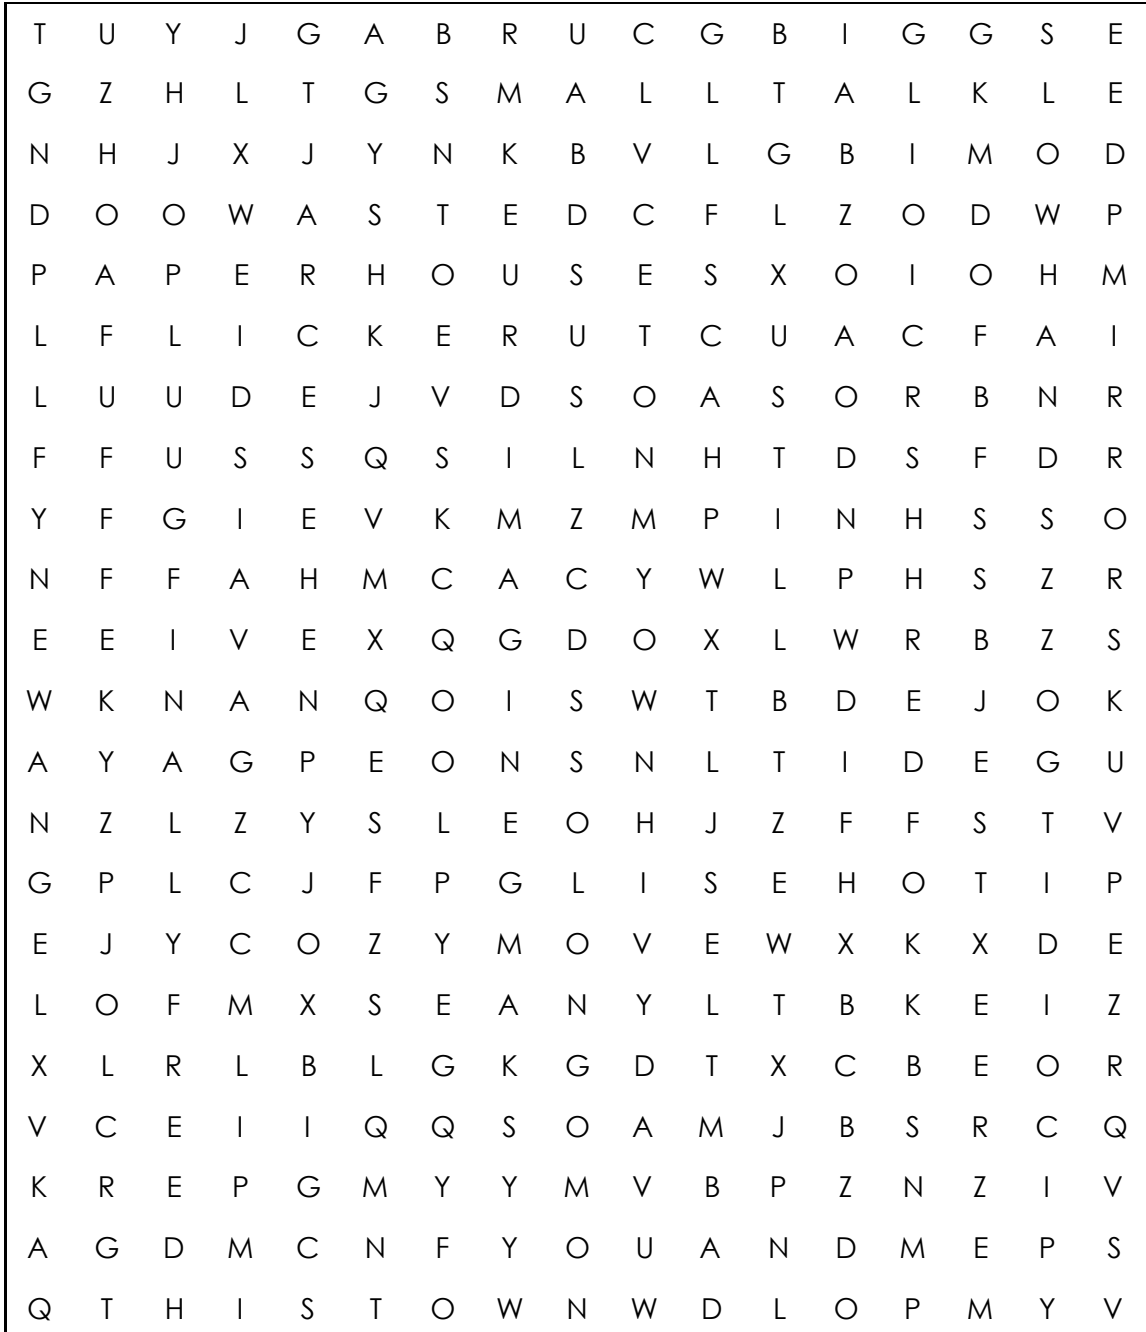 T U Y J G A B R U C G B I G G S E
G Z H L T G S M A L L T A L K L E
N H J X J Y N K B V L G B I M O D
D O O W A S T E D C F L Z O D W P
P A P E R H O U S E S X O I O H M
L F L I C K E R U T C U A C F A I
L U U D E J V D S O A S O R B N R
F F U S S Q S I L N H T D S F D R
Y F G I E V K M Z M P I N H S S O
N F F A H M C A C Y W L P H S Z R
E E I V E X Q G D O X L W R B Z S
W K N A N Q O I S W T B D E J O K
A Y A G P E O N S N L T I D E G U
N Z L Z Y S L E O H J Z F F S T V
G P L C J F P G L I S E H O T I P
E J Y C O Z Y M O V E W X K X D E
L O F M X S E A N Y L T B K E I Z
X L R L B L G K G D T X C B E O R
V C E I I Q Q S O A M J B S R C Q
K R E P G M Y Y M V B P Z N Z I V
A G D M C N F Y O U A N D M E P S
Q T H I S T O W N W D L O P M Y V